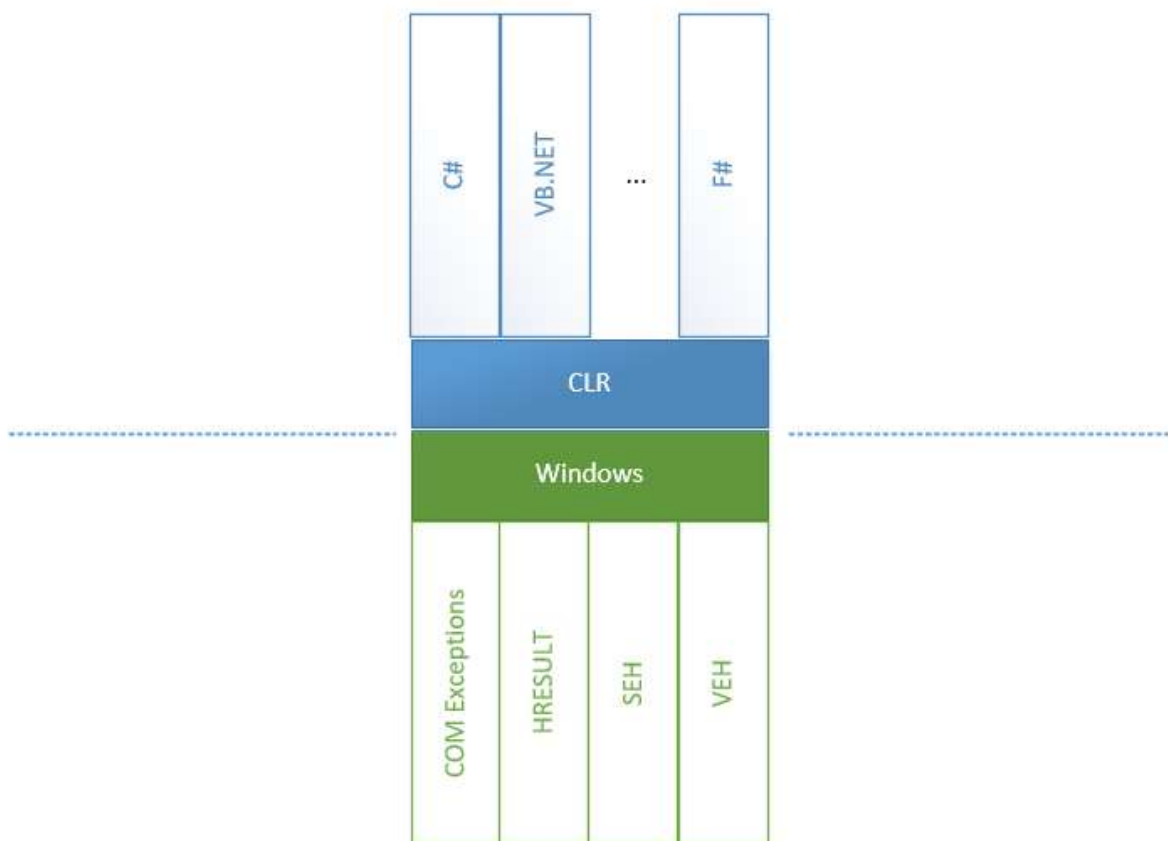 C#
VB.NET
...
F#
CLR
Windows
COM Exceptions
HRESULT
SEH
VEH